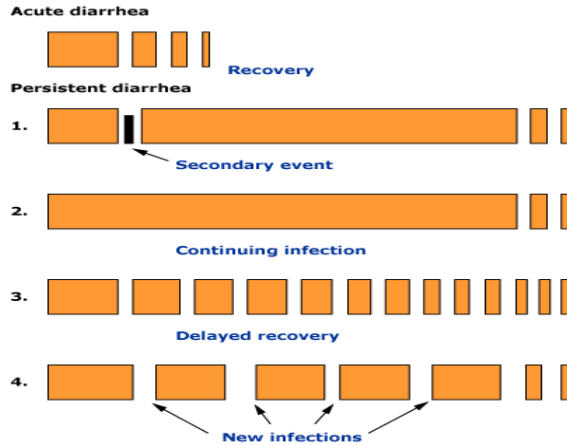 Acute diarrhea
Recovery
Persistent diarrhea
1.
Secondary event
2.
Continuing infection
3.
Delayed recovery
4.
New infections